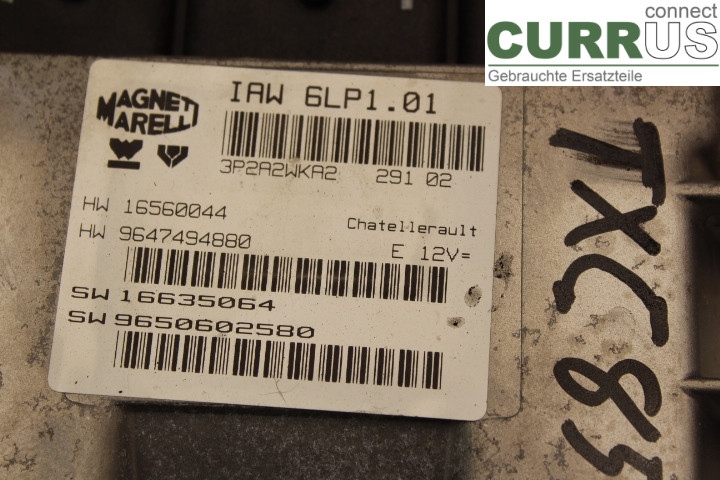 connect
CURRUS
Gebrauchte Ersatzteile
MAGNETI
MARELLI
IAW 6LP1.01
3P2A2WKA2 291 02
HW 16560044
Chatellerault
HW 9647494880
E 12V=
SW 16635064
SW 9650602580
TXC